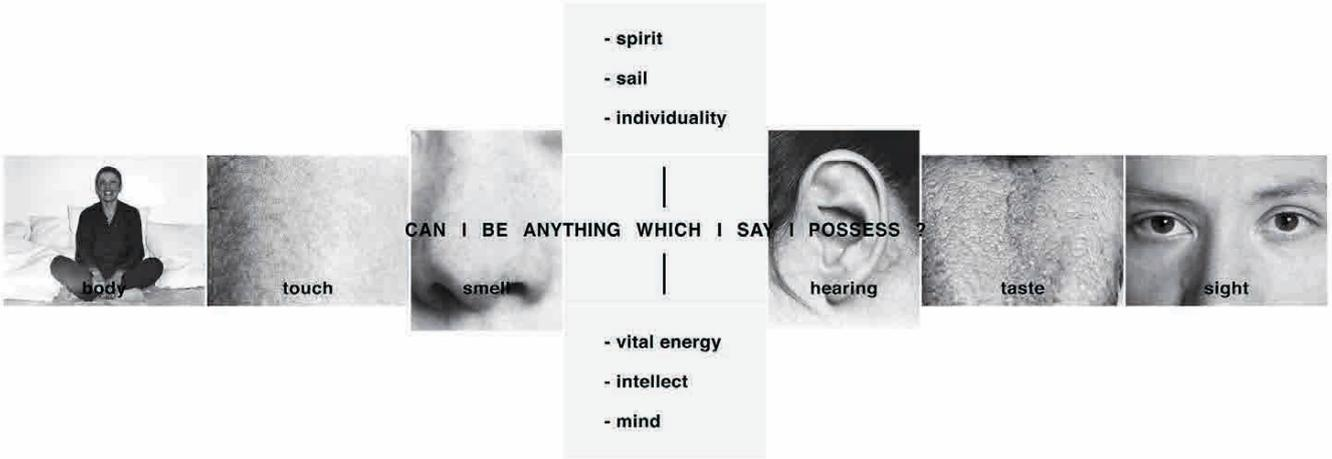 - spirit
- sail
- individuality
CAN I BE ANYTHING WHICH I SAY I POSSESS ?
body
touch
smell
hearing
taste
sight
- vital energy
- intellect
- mind